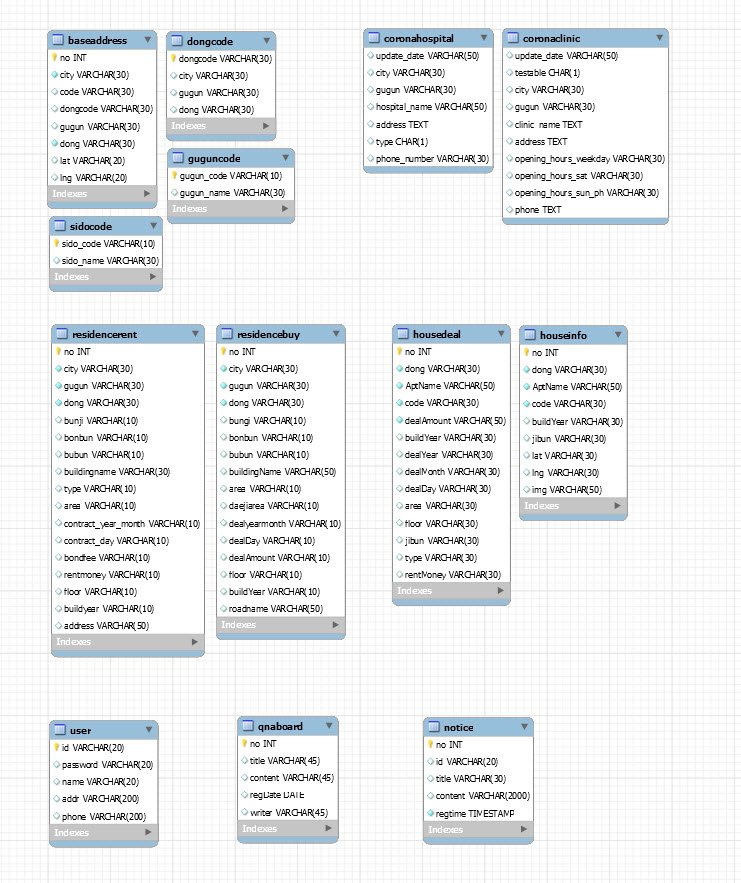 baseaddress
no INT
city VARCHAR(30)
code VARCHAR(30)
dongcode VARCHAR(30)
gugun VARCHAR(30)
dong VARCHAR(30)
lat VARCHAR(20)
lng VARCHAR(20)
Indexes
dongcode
dongcode VARCHAR(30)
city VARCHAR(30)
gugun VARCHAR(30)
dong VARCHAR(30)
Indexes
guguncode
gugun_code VARCHAR(10)
gugun_name VARCHAR(30)
Indexes
sidocode
sido_code VARCHAR(10)
sido_name VARCHAR(30)
Indexes
coronahospital
update_date VARCHAR(50)
city VARCHAR(30)
gugun VARCHAR(30)
hospital_name VARCHAR(50)
address TEXT
type CHAR(1)
phone_number VARCHAR(30)
coronaclinic
update_date VARCHAR(50)
testable CHAR(1)
city VARCHAR(30)
gugun VARCHAR(30)
clinic_name TEXT
address TEXT
opening_hours_weekday VARCHAR(30)
opening_hours_sat VARCHAR(30)
opening_hours_sun_ph VARCHAR(30)
phone TEXT
residencerent
no INT
city VARCHAR(30)
gugun VARCHAR(30)
dong VARCHAR(30)
bunji VARCHAR(10)
bonbun VARCHAR(10)
bubun VARCHAR(10)
buildingname VARCHAR(30)
type VARCHAR(10)
area VARCHAR(10)
contract_year_month VARCHAR(10)
contract_day VARCHAR(10)
bondfee VARCHAR(10)
rentmoney VARCHAR(10)
floor VARCHAR(10)
buildyear VARCHAR(10)
address VARCHAR(50)
Indexes
residencebuy
no INT
city VARCHAR(30)
gugun VARCHAR(30)
dong VARCHAR(30)
bungi VARCHAR(10)
bonbun VARCHAR(10)
bubun VARCHAR(10)
buildingName VARCHAR(50)
area VARCHAR(10)
daejiarea VARCHAR(10)
dealyearmonth VARCHAR(10)
dealDay VARCHAR(10)
dealAmount VARCHAR(10)
floor VARCHAR(10)
buildYear VARCHAR(10)
roadname VARCHAR(50)
Indexes
housedeal
no INT
dong VARCHAR(30)
AptName VARCHAR(50)
code VARCHAR(30)
dealAmount VARCHAR(50)
buildYear VARCHAR(30)
dealYear VARCHAR(30)
dealMonth VARCHAR(30)
dealDay VARCHAR(30)
area VARCHAR(30)
floor VARCHAR(30)
jibun VARCHAR(30)
type VARCHAR(30)
rentMoney VARCHAR(30)
Indexes
houseinfo
no INT
dong VARCHAR(30)
AptName VARCHAR(50)
code VARCHAR(30)
buildYear VARCHAR(30)
jibun VARCHAR(30)
lat VARCHAR(30)
lng VARCHAR(30)
img VARCHAR(50)
Indexes
user
id VARCHAR(20)
password VARCHAR(20)
name VARCHAR(20)
addr VARCHAR(200)
phone VARCHAR(200)
Indexes
qnaboard
no INT
title VARCHAR(45)
content VARCHAR(45)
regDate DATE
writer VARCHAR(45)
Indexes
notice
no INT
id VARCHAR(20)
title VARCHAR(30)
content VARCHAR(2000)
regtime TIMESTAMP
Indexes